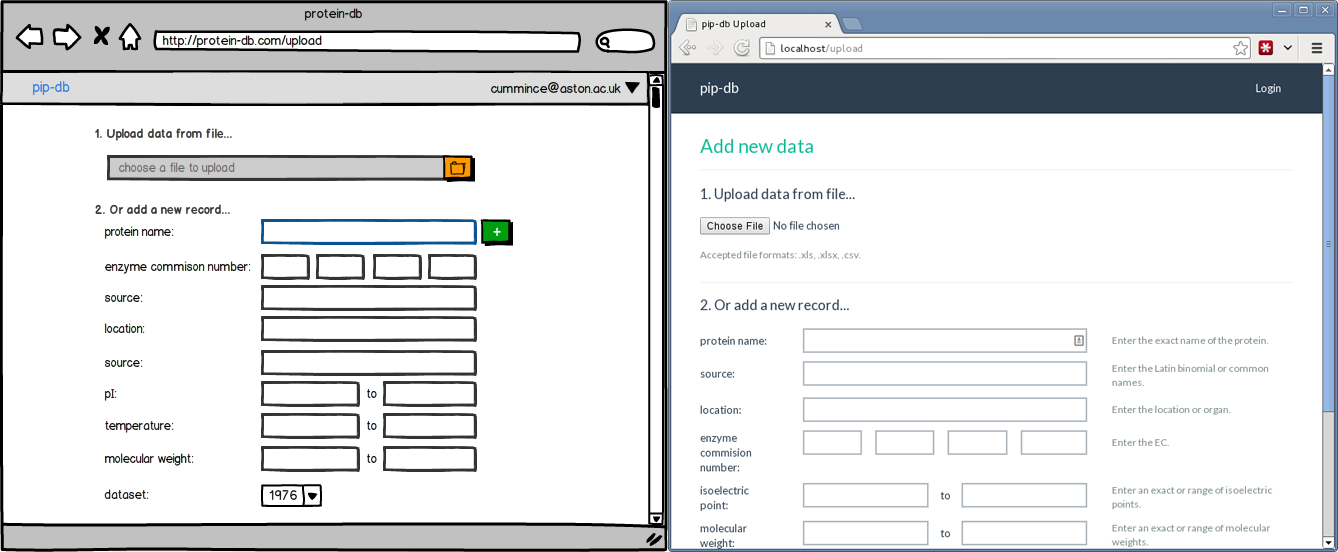 protein-db
http://protein-db.com/upload
pip-db
cummince@aston.ac.uk
1. Upload data from file...
choose a file to upload
2. Or add a new record...
protein name:
+
enzyme commison number:
source:
location:
source:
pI:
to
temperature:
to
molecular weight:
to
dataset:
1976
pip-db Upload
localhost/upload
pip-db
Login
Add new data
1. Upload data from file...
Choose File No file chosen
Accepted file formats: .xls, .xlsx, .csv.
2. Or add a new record...
protein name:
Enter the exact name of the protein.
source:
Enter the Latin binomial or common
names.
location:
Enter the location or organ.
enzyme
commision
number:
Enter the EC.
isoelectric
point:
to
Enter an exact or range of isoelectric
points.
molecular
weight:
to
Enter an exact or range of molecular
weights.